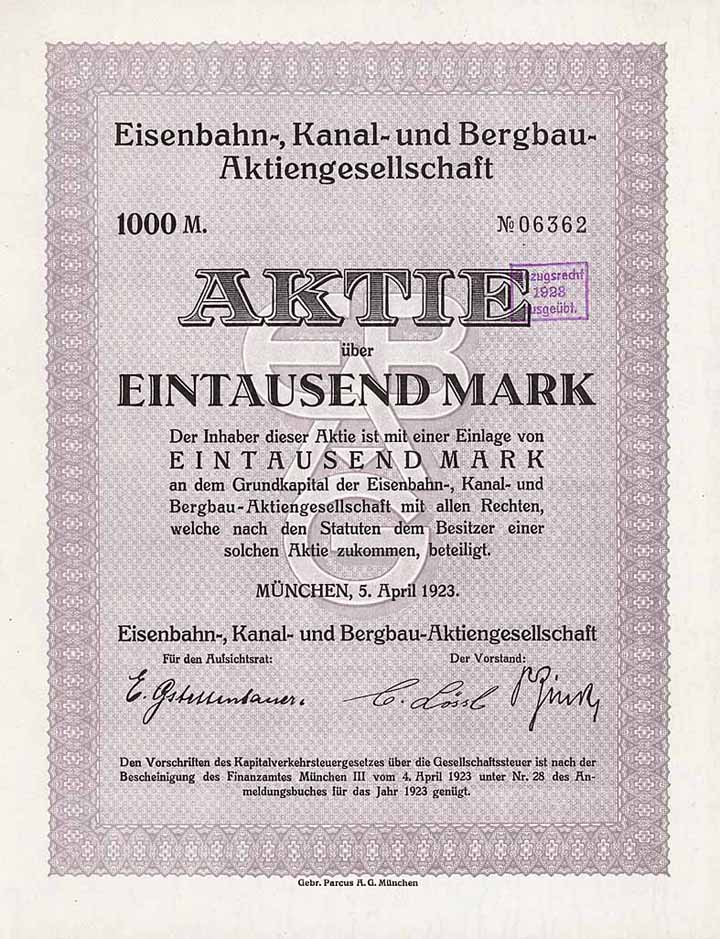 Eisenbahn-, Kanal- und Bergbau-
Aktiengesellschaft
1000 M.
№ 06362
AKTIE
Bezugsrecht
1923
ausgeübt.
über
EINTAUSEND MARK
Der Inhaber dieser Aktie ist mit einer Einlage von
EINTAUSEND MARK
an dem Grundkapital der Eisenbahn-, Kanal- und
Bergbau-Aktiengesellschaft mit allen Rechten,
welche nach den Statuten dem Besitzer einer
solchen Aktie zukommen, beteiligt.
EBAG
MÜNCHEN, 5. April 1923.
Eisenbahn-, Kanal- und Bergbau-Aktiengesellschaft
Für den Aufsichtsrat:
Der Vorstand:
E. Gstettenbauer.
C. Lössl
Den Vorschriften des Kapitalverkehrsteuergesetzes über die Gesellschaftssteuer ist nach der
Bescheinigung des Finanzamtes München III vom 4. April 1923 unter Nr. 28 des An-
meldungsbuches für das Jahr 1923 genügt.
Gebr. Parcus A. G. München